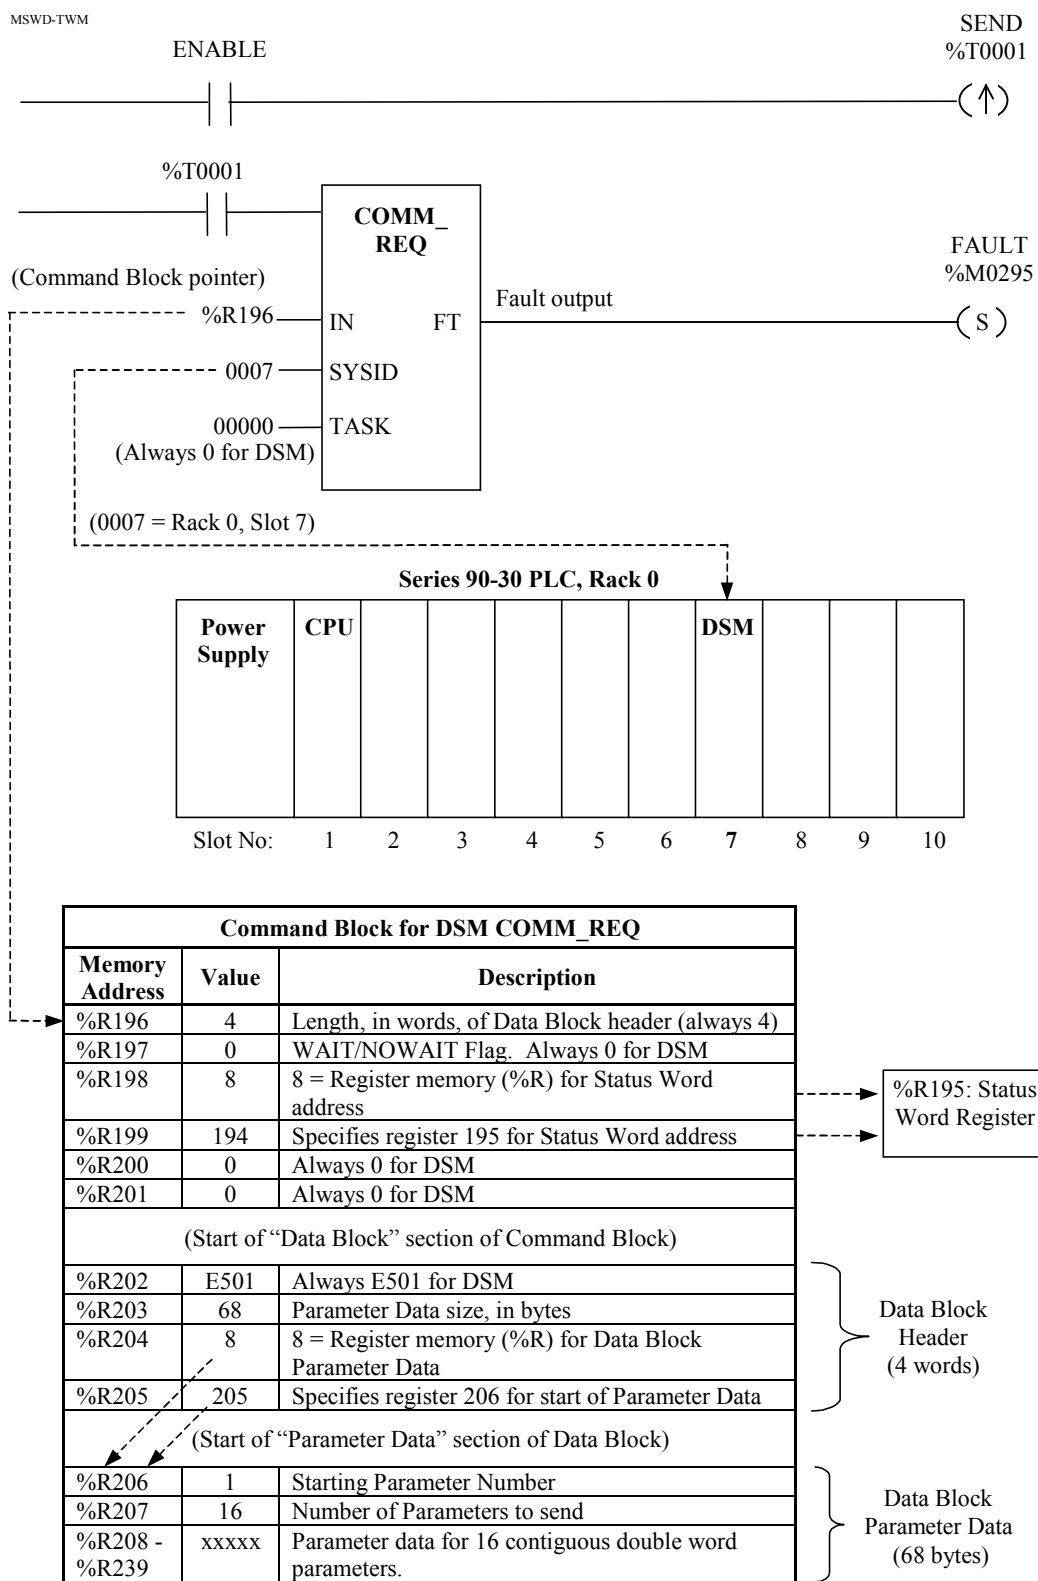 MSWD-TWM
ENABLE
SEND
%T0001
%T0001
COMM_
REQ
FAULT
%M0295
(Command Block pointer)
Fault output
%R196
IN
FT
S
0007
SYSID
00000
TASK
(Always 0 for DSM)
(0007 = Rack 0, Slot 7)
Series 90-30 PLC, Rack 0
Power
Supply
CPU
DSM
Slot No: 1 2 3 4 5 6 7 8 9 10
Command Block for DSM COMM_REQ
Memory
Address
Value
Description
%R196 4 Length, in words, of Data Block header (always 4)
%R197 0 WAIT/NOWAIT Flag. Always 0 for DSM
%R198 8 8 = Register memory (%R) for Status Word
address
%R195: Status
Word Register
%R199 194 Specifies register 195 for Status Word address
%R200 0 Always 0 for DSM
%R201 0 Always 0 for DSM
(Start of “Data Block” section of Command Block)
%R202 E501 Always E501 for DSM
%R203 68 Parameter Data size, in bytes
%R204 8 8 = Register memory (%R) for Data Block
Parameter Data
%R205 205 Specifies register 206 for start of Parameter Data
Data Block
Header
(4 words)
(Start of “Parameter Data” section of Data Block)
%R206 1 Starting Parameter Number
%R207 16 Number of Parameters to send
%R208 - xxxxx Parameter data for 16 contiguous double word
%R239 parameters.
Data Block
Parameter Data
(68 bytes)